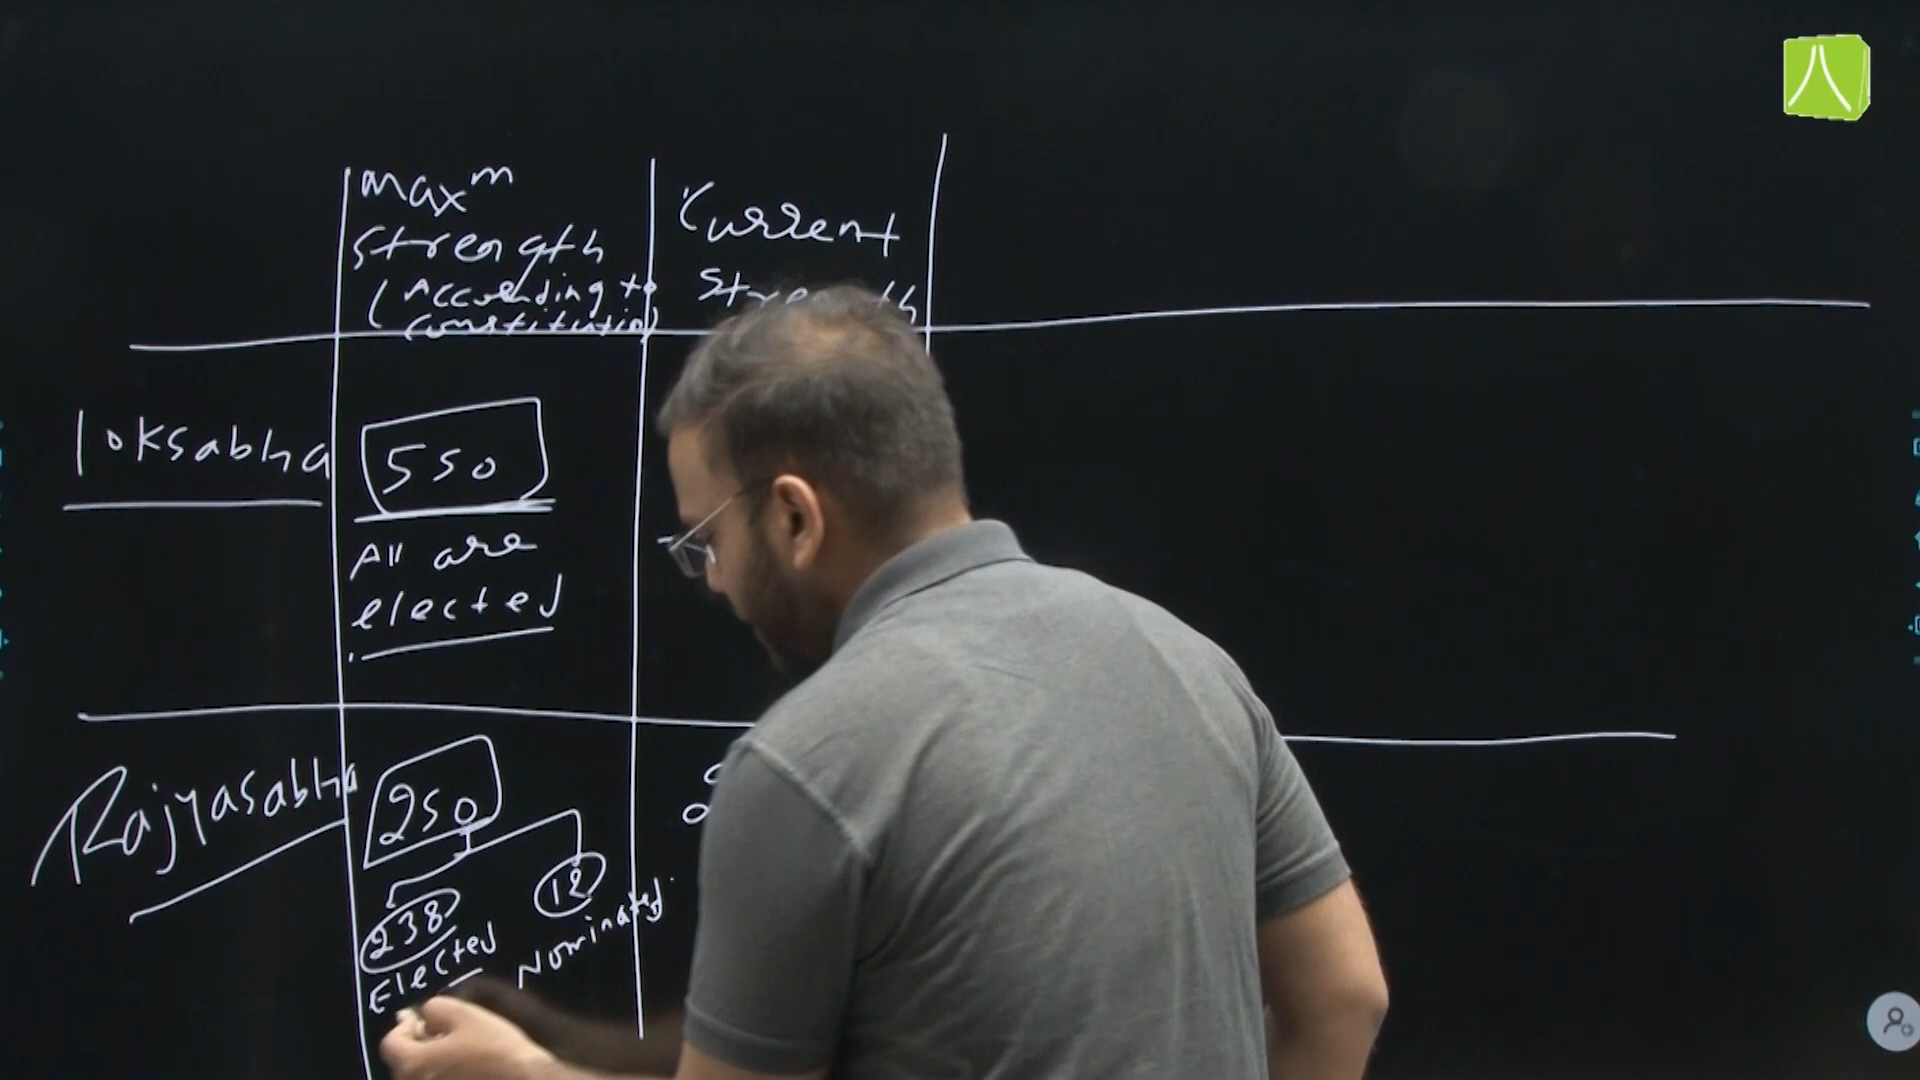 maxm
strength
(According to
constitution)
Current
loksabha
550
All are
elected
Rajyasabha
250
238
12
Elected
Nominated